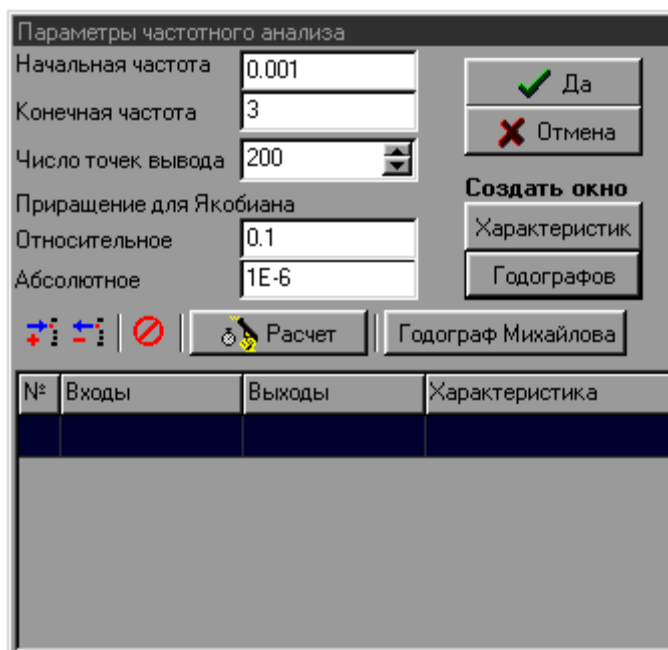 Параметры частотного анализа
Начальная частота 0.001
Да
Конечная частота 3
Отмена
Число точек вывода 200
Создать окно
Приращение для Якобиана
Характеристик
Относительное 0.1
Абсолютное 1E-6
Годографов
Расчет Годограф Михайлова
№ Входы Выходы Характеристика